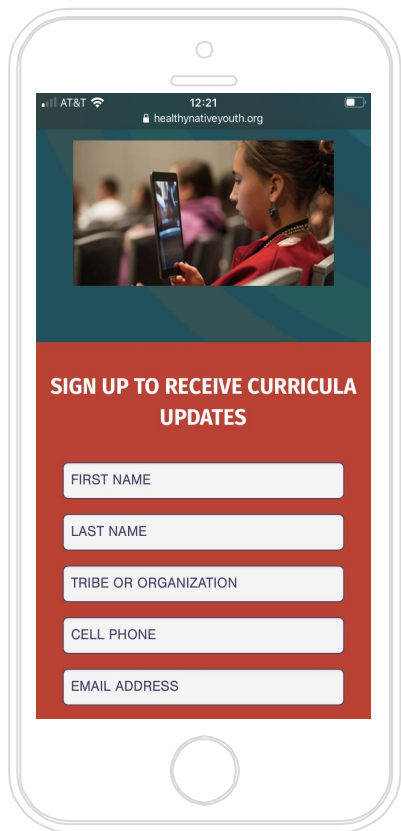 AT&T 12:21
healthynativeyouth.org
SIGN UP TO RECEIVE CURRICULA
UPDATES
FIRST NAME
LAST NAME
TRIBE OR ORGANIZATION
CELL PHONE
EMAIL ADDRESS